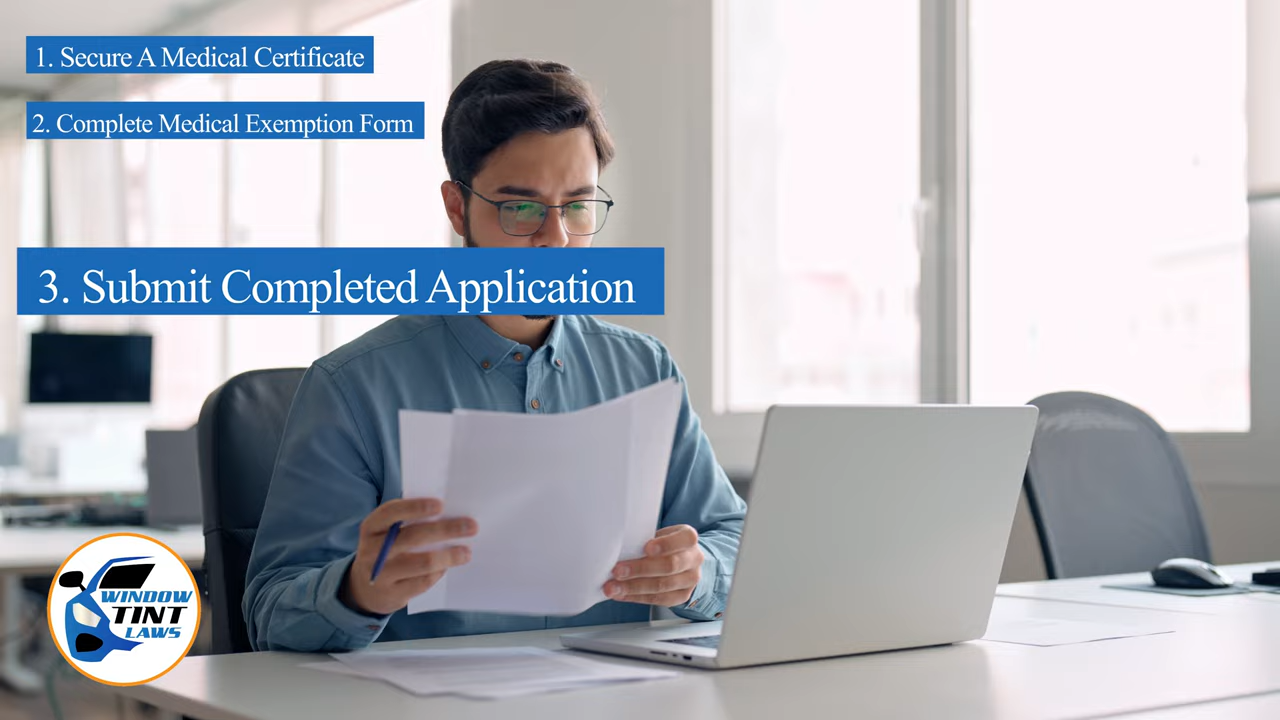 1. Secure A Medical Certificate
2. Complete Medical Exemption Form
3. Submit Completed Application
WINDOW
TINT
LAWS